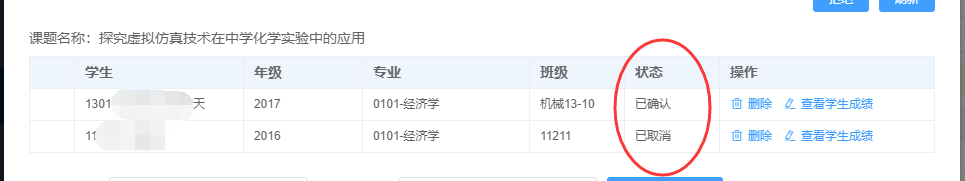 课题名称：探究虚拟仿真技术在中学化学实验中的应用
学生 年级 专业 班级 状态 操作
1301 天 2017 0101-经济学 机械13-10 已确认 删除 查看学生成绩
11 2016 0101-经济学 11211 已取消 删除 查看学生成绩